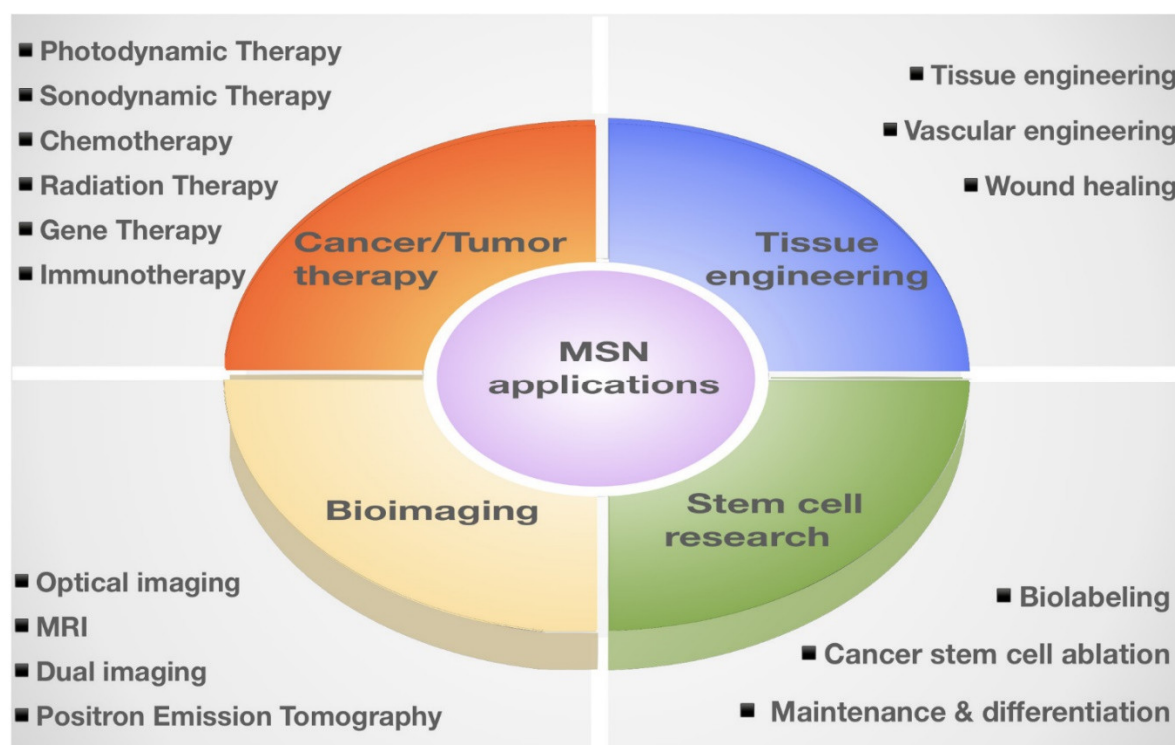 ■ Photodynamic Therapy
■ Sonodynamic Therapy
■ Chemotherapy
■ Radiation Therapy
■ Gene Therapy
■ Immunotherapy
■ Tissue engineering
■ Vascular engineering
■ Wound healing
Cancer/Tumor
therapy
Tissue
engineering
MSN
applications
Bioimaging
Stem cell
research
■ Optical imaging
■ MRI
■ Dual imaging
■ Positron Emission Tomography
■ Biolabeling
■ Cancer stem cell ablation
■ Maintenance & differentiation